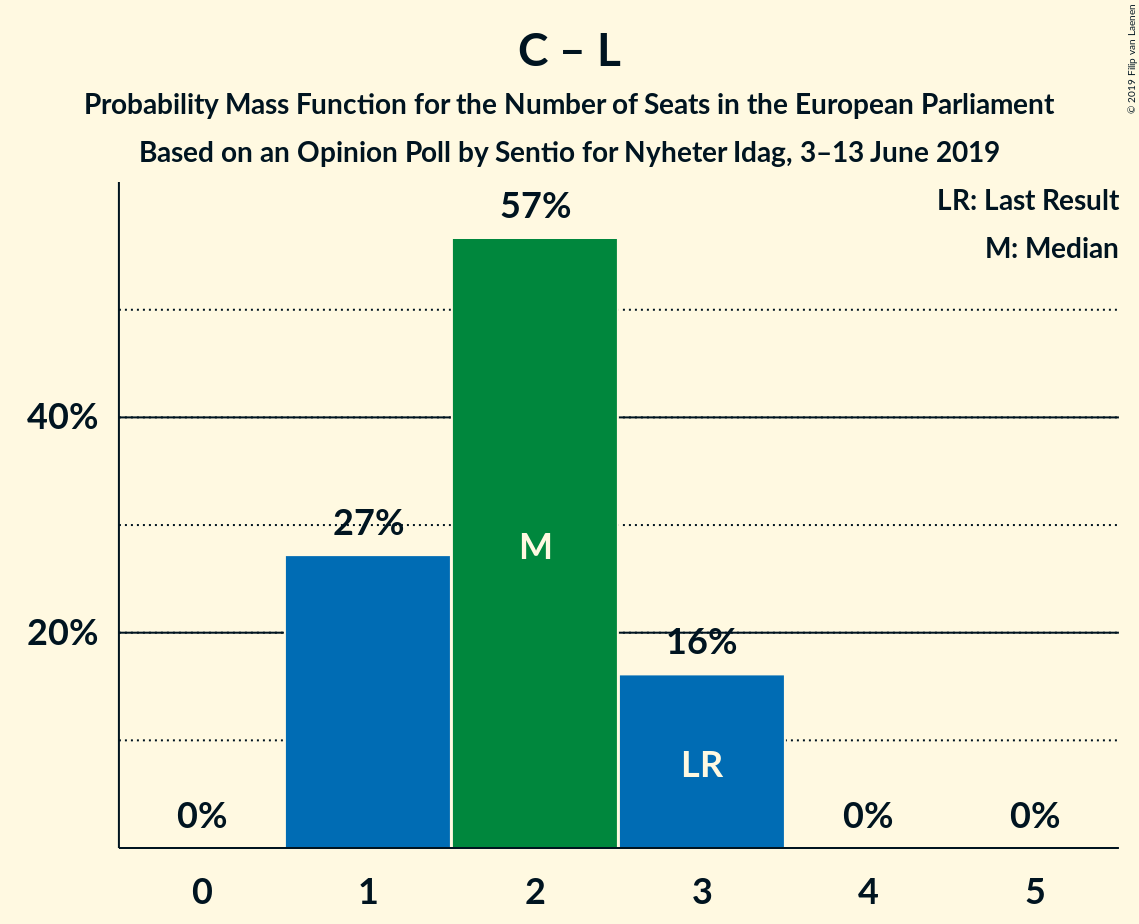 C – L
Probability Mass Function for the Number of Seats in the European Parliament
Based on an Opinion Poll by Sentio for Nyheter Idag, 3–13 June 2019
© 2019 Filip van Laenen
LR: Last Result
M: Median
57%
40%
27%
M
20%
16%
LR
0%
0%
0%
0
1
2
3
4
5